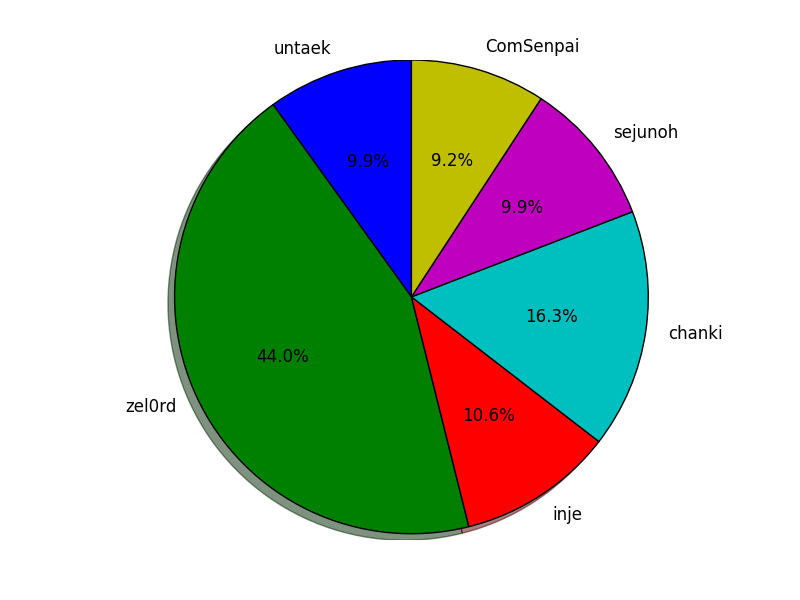 untaek
ComSenpai
sejunoh
9.9%
9.2%
9.9%
16.3%
chanki
44.0%
zel0rd
10.6%
inje